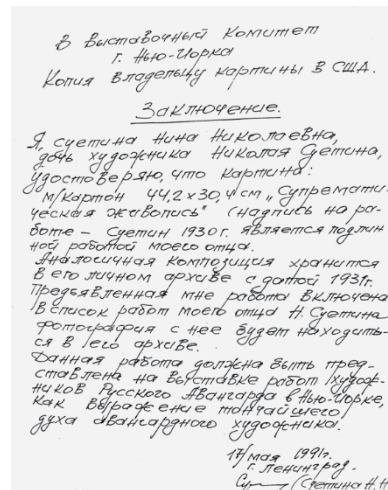 В Выставочный Комитет
г. Нью-Йорка
Копия владельцу картины в США.
Заключение.
Я, Суетина Нина Николаевна,
дочь художника Николая Суетина,
удостоверяю, что картина:
м/картон 44,2 х 30,4 см „Супремати-
ческая живопись" (надпись на ра-
боте – Суетин 1930 г. является подлин
ной работой моего отца.
Аналогичная композиция хранится
в его личном архиве с датой 1931г.
Предъявленная мне работа включена
в список работ моего отца Н. Суетина
фотография с нее будет находить-
ся в его архиве.
Данная работа должна быть пред-
ставлена на выставке работ худож-
ников Русского Авангарда в Нью-Йорке,
как выражение тончайшего
духа авангардного художника.
17/мая 1991г.
г. Ленинград.
(Суетина Н.Н